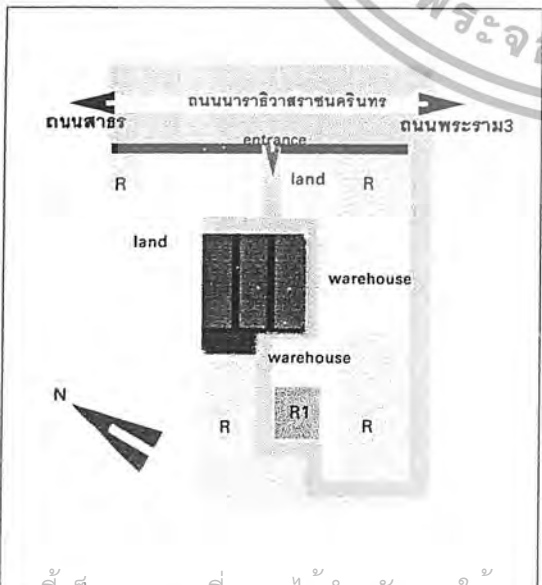 ถนนนาราธิวาสราชนครินทร
ถนนสาธร
ถนนพระราม3
entrance
R
land
R
land
warehouse
warehouse
N
R
R1
R